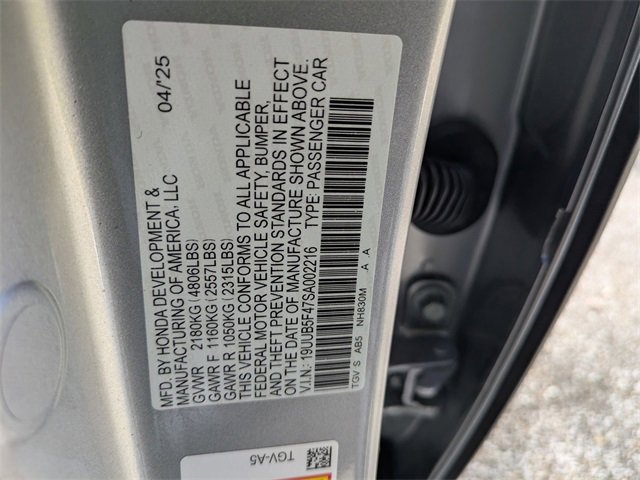 04/'25
MFD. BY HONDA DEVELOPMENT &
MANUFACTURING OF AMERICA, LLC
GVWR 2180KG (4806LBS)
GAWR F 1160KG (2557LBS)
GAWR R 1050KG (2315LBS)
THIS VEHICLE CONFORMS TO ALL APPLICABLE
FEDERAL MOTOR VEHICLE SAFETY, BUMPER,
AND THEFT PREVENTION STANDARDS IN EFFECT
ON THE DATE OF MANUFACTURE SHOWN ABOVE.
V.I.N.: 19UUB5F47SA002216 TYPE: PASSENGER CAR
TGV S AB5 NH830M A A
TGV-A5